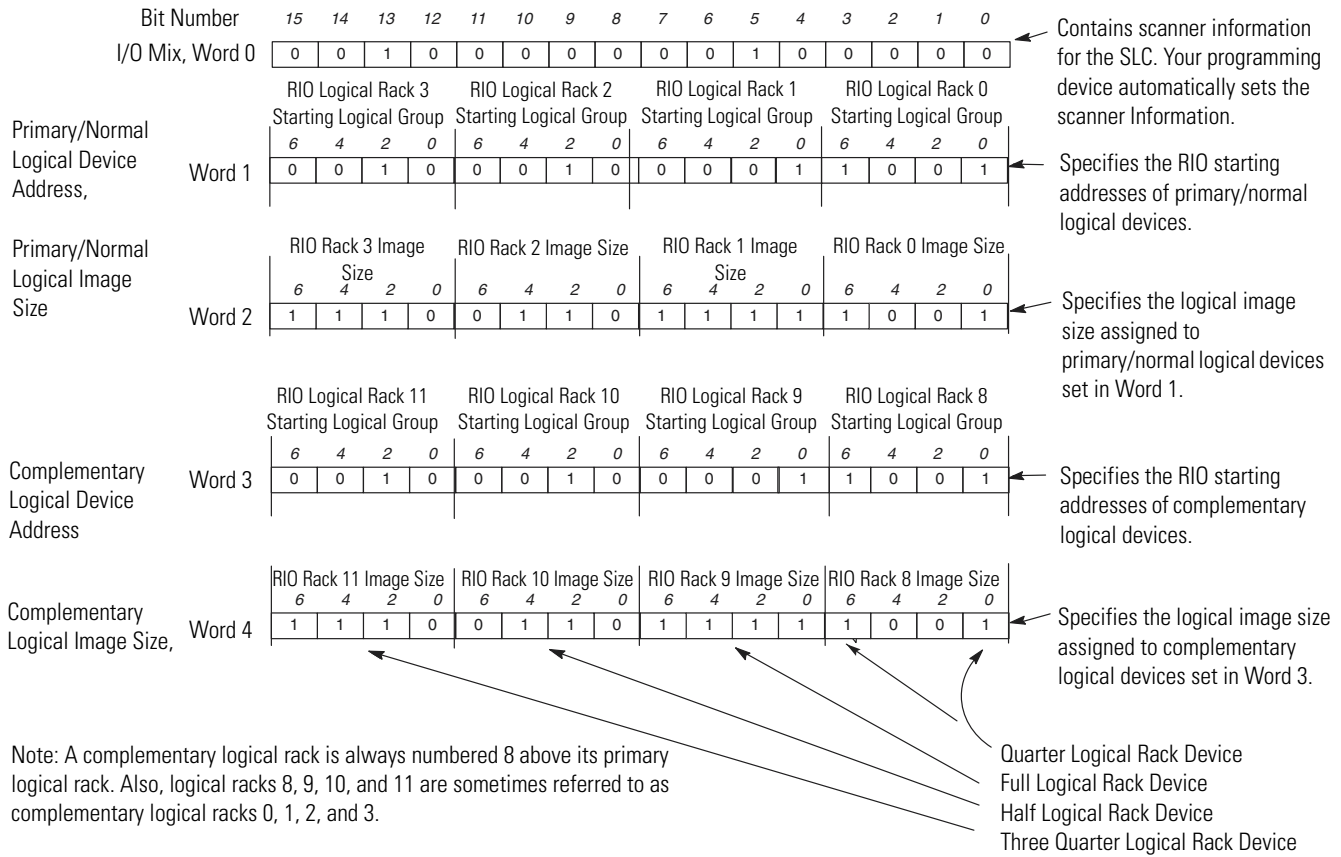 Bit Number 15 14 13 12 11 10 9 8 7 6 5 4 3 2 1 0
I/O Mix, Word 0 0 0 1 0 0 0 0 0 0 0 1 0 0 0 0 0
Contains scanner information
for the SLC. Your programming
device automatically sets the
scanner Information.
RIO Logical Rack 3 RIO Logical Rack 2 RIO Logical Rack 1 RIO Logical Rack 0
Starting Logical Group Starting Logical Group Starting Logical Group Starting Logical Group
6 4 2 0 6 4 2 0 6 4 2 0 6 4 2 0
Primary/Normal
Logical Device
Address,
Word 1 0 0 1 0 0 0 1 0 0 0 0 1 1 0 0 1
Specifies the RIO starting
addresses of primary/normal
logical devices.
Primary/Normal
Logical Image
Size
RIO Rack 3 Image
Size
RIO Rack 2 Image Size
RIO Rack 1 Image
Size
RIO Rack 0 Image Size
6 4 2 0 6 4 2 0 6 4 2 0 6 4 2 0
Word 2 1 1 1 0 0 1 1 0 1 1 1 1 1 0 0 1
Specifies the logical image
size assigned to
primary/normal logical devices
set in Word 1.
RIO Logical Rack 11 RIO Logical Rack 10 RIO Logical Rack 9 RIO Logical Rack 8
Starting Logical Group Starting Logical Group Starting Logical Group Starting Logical Group
6 4 2 0 6 4 2 0 6 4 2 0 6 4 2 0
Complementary
Logical Device
Address
Word 3 0 0 1 0 0 0 1 0 0 0 0 1 1 0 0 1
Specifies the RIO starting
addresses of complementary
logical devices.
RIO Rack 11 Image Size RIO Rack 10 Image Size RIO Rack 9 Image Size RIO Rack 8 Image Size
6 4 2 0 6 4 2 0 6 4 2 0 6 4 2 0
Complementary
Logical Image Size,
Word 4 1 1 1 0 0 1 1 0 1 1 1 1 1 0 0 1
Specifies the logical image size
assigned to complementary
logical devices set in Word 3.
Note: A complementary logical rack is always numbered 8 above its primary
logical rack. Also, logical racks 8, 9, 10, and 11 are sometimes referred to as
complementary logical racks 0, 1, 2, and 3.
Quarter Logical Rack Device
Full Logical Rack Device
Half Logical Rack Device
Three Quarter Logical Rack Device